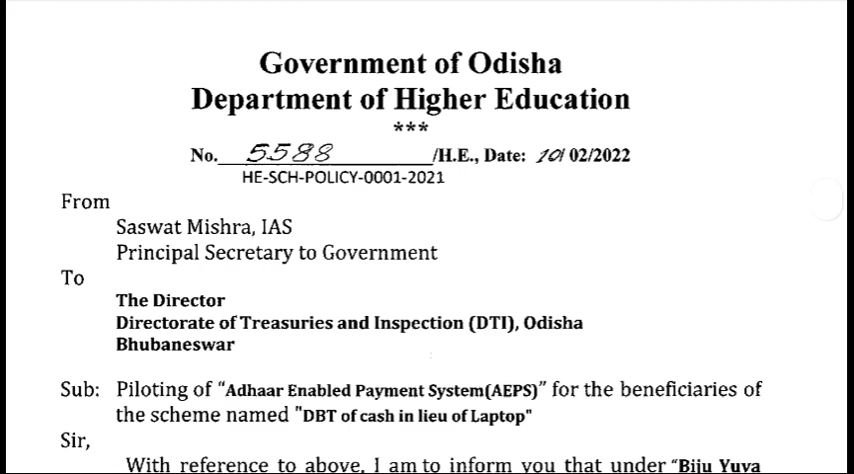 Government of Odisha
Department of Higher Education
***
No. 5588 /H.E., Date: 10/02/2022
HE-SCH-POLICY-0001-2021
From
Saswat Mishra, IAS
Principal Secretary to Government
To
The Director
Directorate of Treasuries and Inspection (DTI), Odisha
Bhubaneswar
Sub: Piloting of “Adhaar Enabled Payment System(AEPS)” for the beneficiaries of
the scheme named "DBT of cash in lieu of Laptop"
Sir,
With reference to above, I am to inform you that under “Biju Yuva